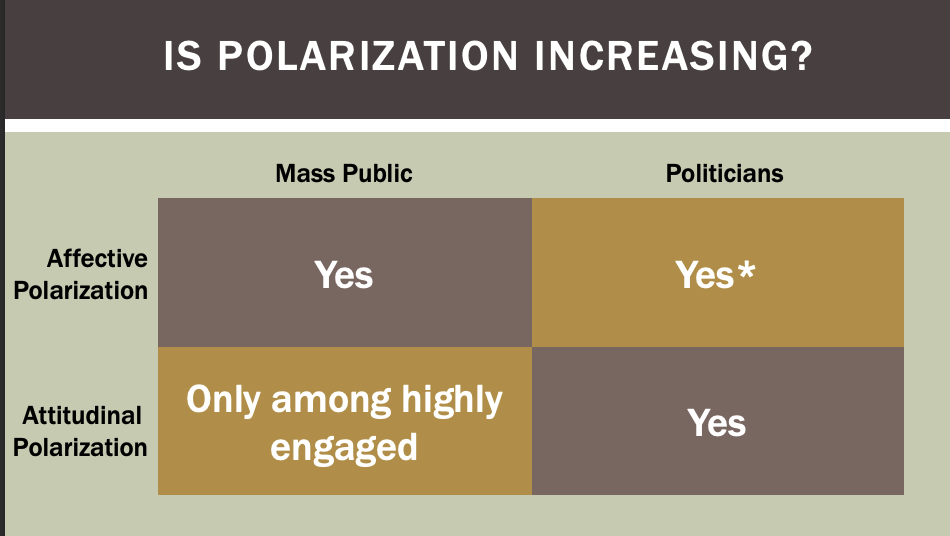 IS POLARIZATION INCREASING?
Mass Public
Politicians
Affective
Polarization
Yes
Yes*
Attitudinal
Polarization
Only among highly
engaged
Yes